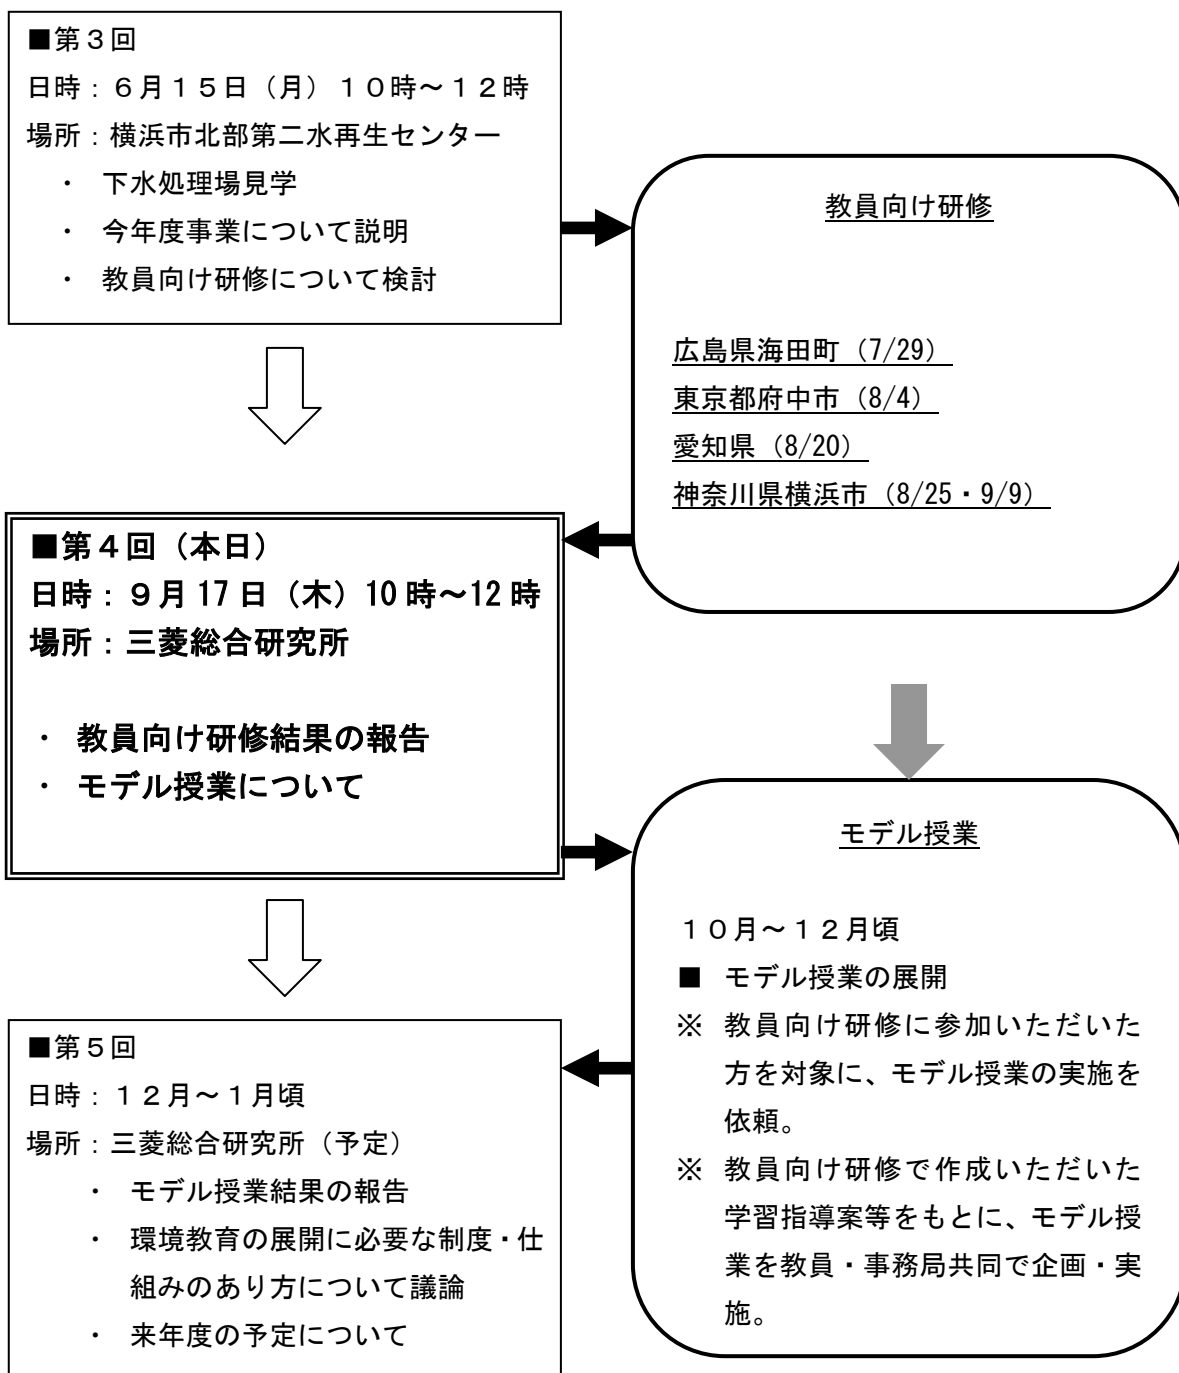 ■第３回
日時：６月１５日（月）１０時～１２時
場所：横浜市北部第二水再生センター
・ 下水処理場見学
・ 今年度事業について説明
・ 教員向け研修について検討
教員向け研修
広島県海田町（7/29）
東京都府中市（8/4）
愛知県（8/20）
神奈川県横浜市（8/25・9/9）
■第４回（本日）
日時：９月 17 日（木）10 時～12 時
場所：三菱総合研究所
・ 教員向け研修結果の報告
・ モデル授業について
モデル授業
１０月～１２月頃
■ モデル授業の展開
※ 教員向け研修に参加いただいた
方を対象に、モデル授業の実施を
依頼。
※ 教員向け研修で作成いただいた
学習指導案等をもとに、モデル授
業を教員・事務局共同で企画・実
施。
■第５回
日時：１２月～１月頃
場所：三菱総合研究所（予定）
・ モデル授業結果の報告
・ 環境教育の展開に必要な制度・仕
組みのあり方について議論
・ 来年度の予定について